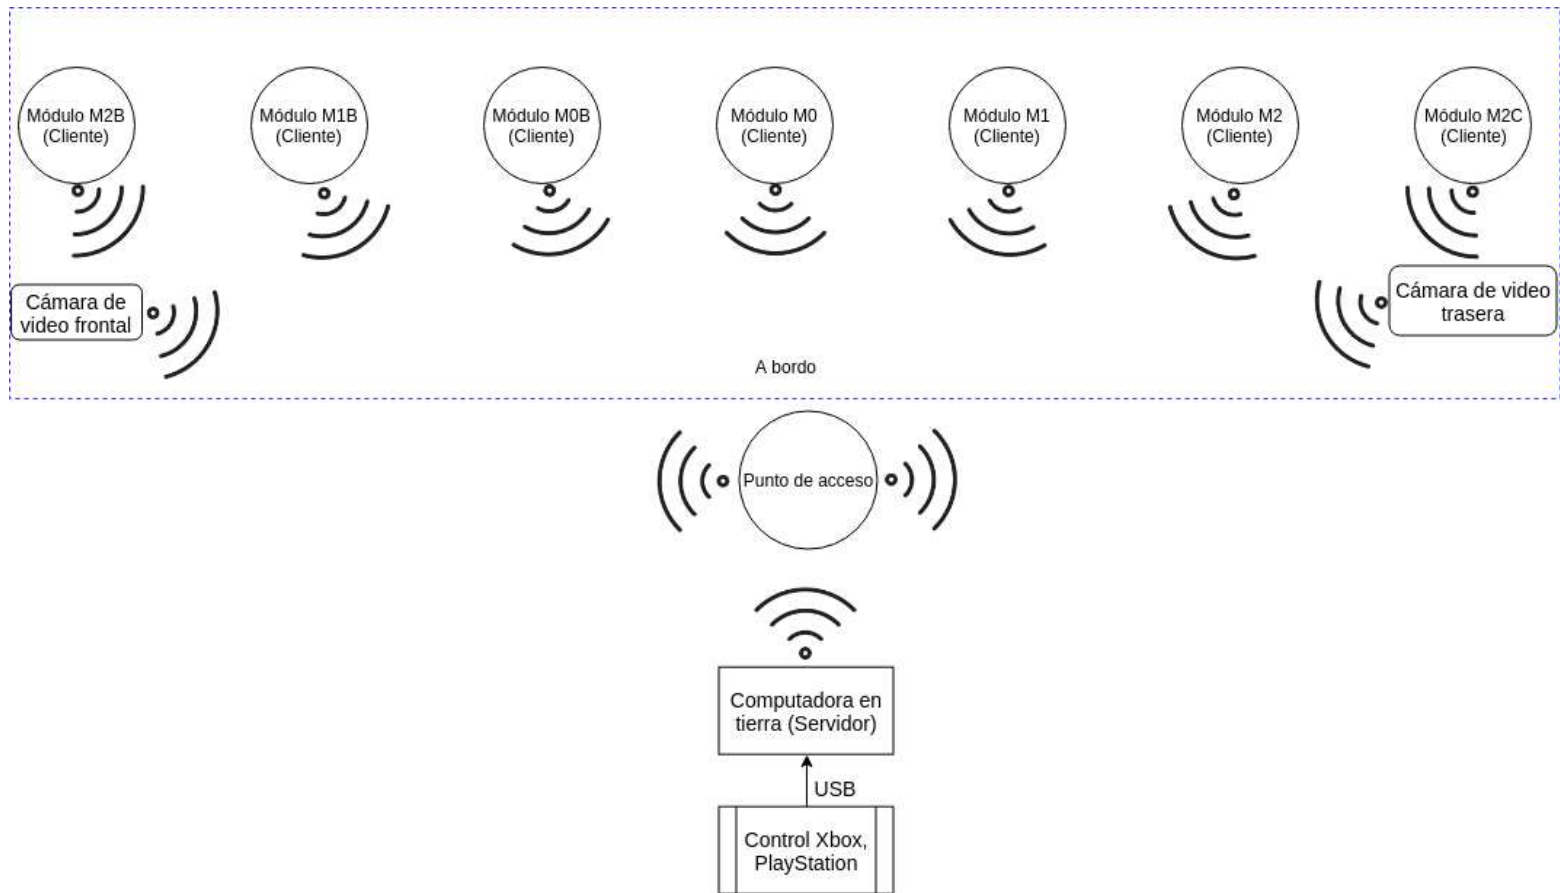 Módulo M2B
(Cliente)
Módulo M1B
(Cliente)
Módulo M0B
(Cliente)
Módulo M0
(Cliente)
Módulo M1
(Cliente)
Módulo M2
(Cliente)
Módulo M2C
(Cliente)
Cámara de
video frontal
Cámara de video
trasera
A bordo
Punto de acceso
Computadora en
tierra (Servidor)
USB
Control Xbox,
PlayStation